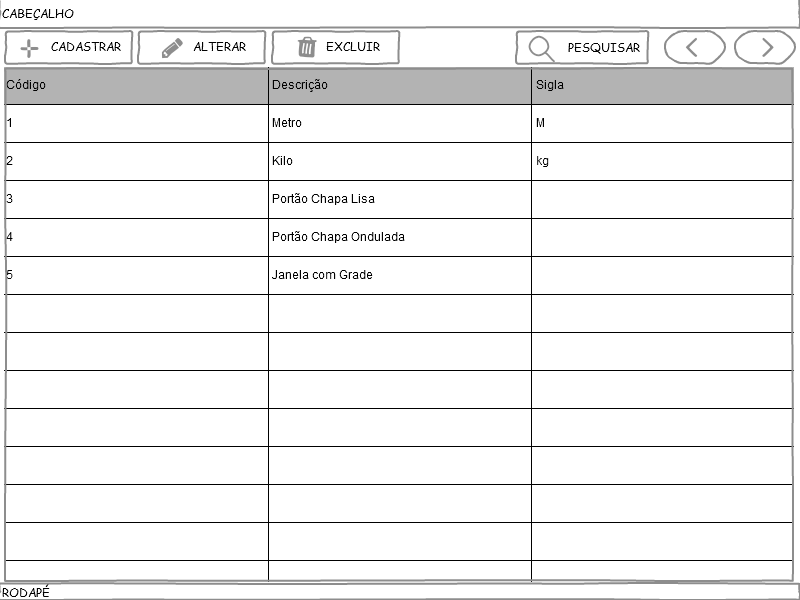 CABEÇALHO
CADASTRAR ALTERAR EXCLUIR PESQUISAR
Código Descrição Sigla
1 Metro M
2 Kilo kg
3 Portão Chapa Lisa
4 Portão Chapa Ondulada
5 Janela com Grade
RODAPÉ